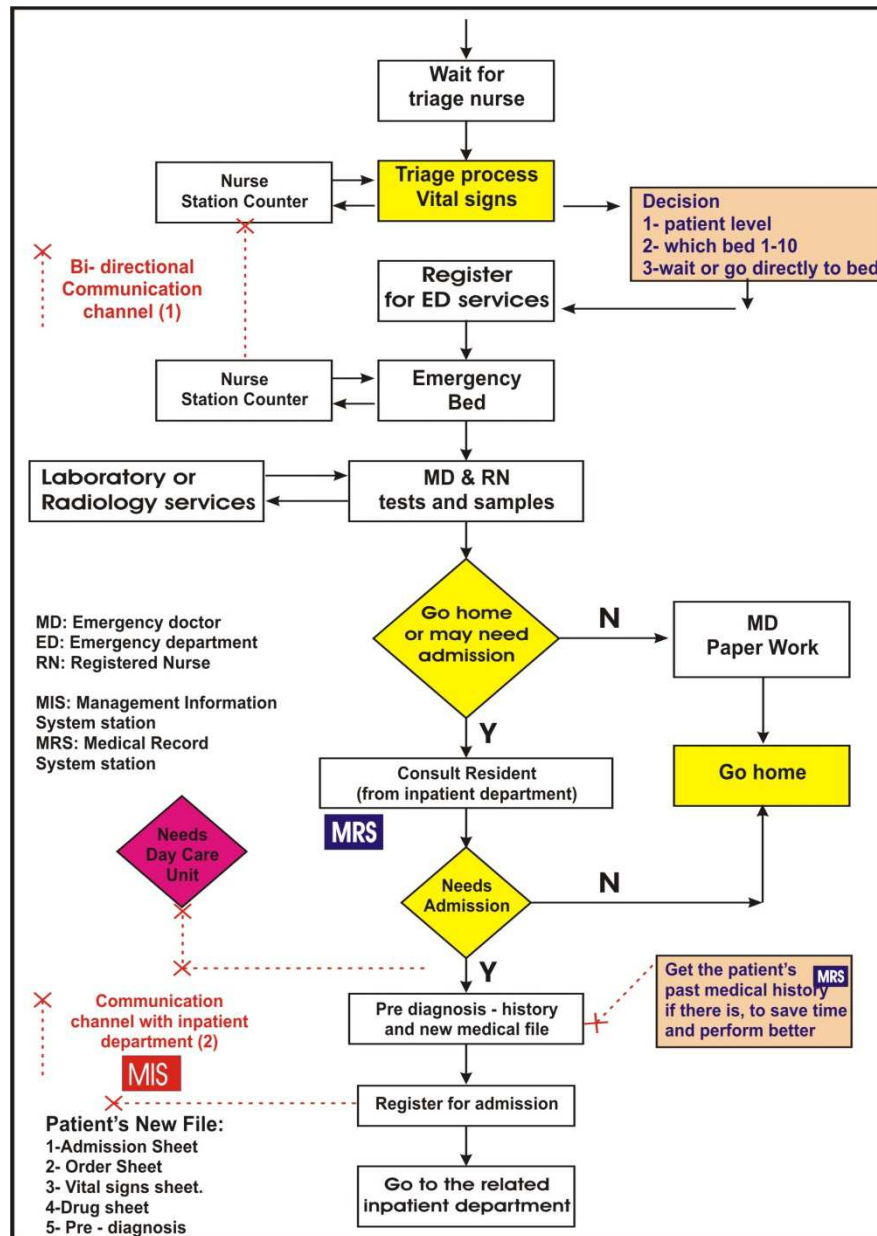 Wait for
triage nurse
Nurse
Station Counter
Triage process
Vital signs
Decision
1- patient level
2- which bed 1-10
3-wait or go directly to bed
Bi- directional
Communication
channel (1)
Register
for ED services
Nurse
Station Counter
Emergency
Bed
Laboratory or
Radiology services
MD & RN
tests and samples
Go home
or may need
admission
N
MD
Paper Work
MD: Emergency doctor
ED: Emergency department
RN: Registered Nurse
MIS: Management Information
System station
MRS: Medical Record
System station
Y
Consult Resident
(from inpatient department)
Go home
MRS
Needs
Day Care
Unit
Needs
Admission
N
Y
Communication
channel with inpatient
department (2)
MIS
Pre diagnosis - history
and new medical file
Get the patient's
past medical history
if there is, to save time
and perform better
MRS
Register for admission
Patient's New File:
1-Admission Sheet
2- Order Sheet
3- Vital signs sheet.
4-Drug sheet
5- Pre - diagnosis
Go to the related
inpatient department